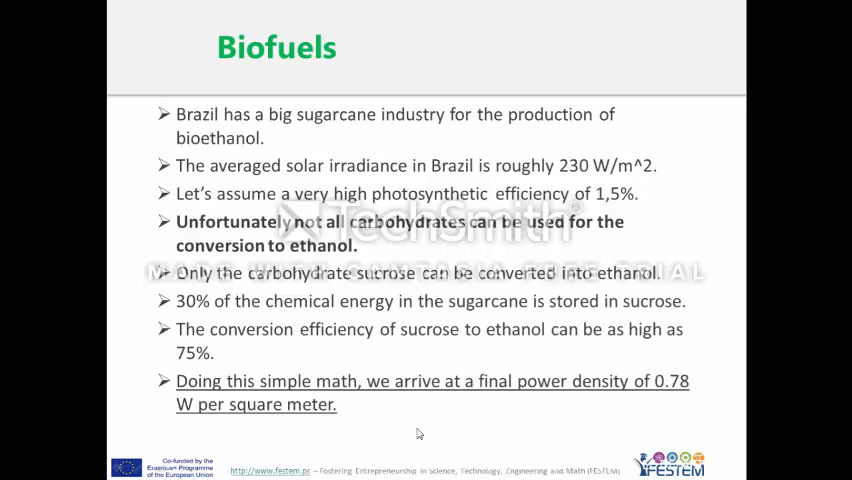 Biofuels
Brazil has a big sugarcane industry for the production of
bioethanol.
The averaged solar irradiance in Brazil is roughly 230 W/m^2.
Let's assume a very high photosynthetic efficiency of 1,5%.
Unfortunately not all carbohydrates can be used for the
conversion to ethanol.
TechSmith®
MADE WITH CAMTASIA FREE TRIAL
Only the carbohydrate sucrose can be converted into ethanol.
30% of the chemical energy in the sugarcane is stored in sucrose.
The conversion efficiency of sucrose to ethanol can be as high as
75%.
Doing this simple math, we arrive at a final power density of 0.78
W per square meter.
Co-funded by the
Erasmus+ Programme
of the European Union
http://www.festem.ps – Fostering Entrepreneurship in Science, Technology, Engineering and Math (FESTEM)
FESTEM